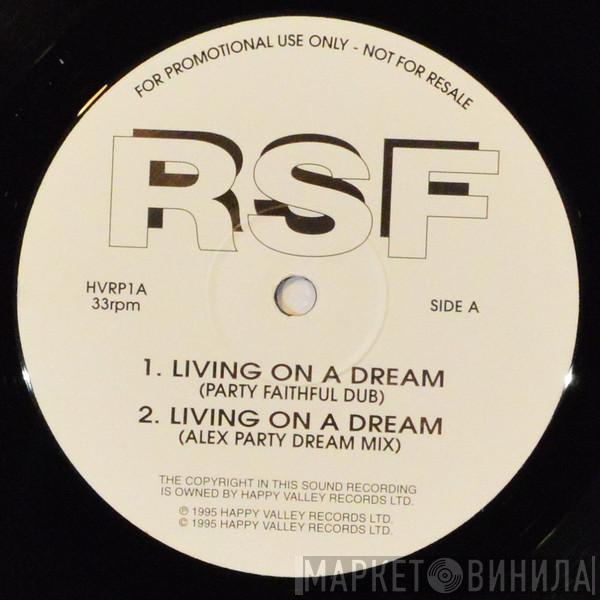 FOR PROMOTIONAL USE ONLY - NOT FOR RESALE
RSF
HVRP1A
33rpm
SIDE A
1. LIVING ON A DREAM
(PARTY FAITHFUL DUB)
2. LIVING ON A DREAM
(ALEX PARTY DREAM MIX)
THE COPYRIGHT IN THIS SOUND RECORDING
IS OWNED BY HAPPY VALLEY RECORDS LTD.
℗ 1995 HAPPY VALLEY RECORDS LTD.
© 1995 HAPPY VALLEY RECORDS LTD.
МАРКЕТ ВИНИЛА